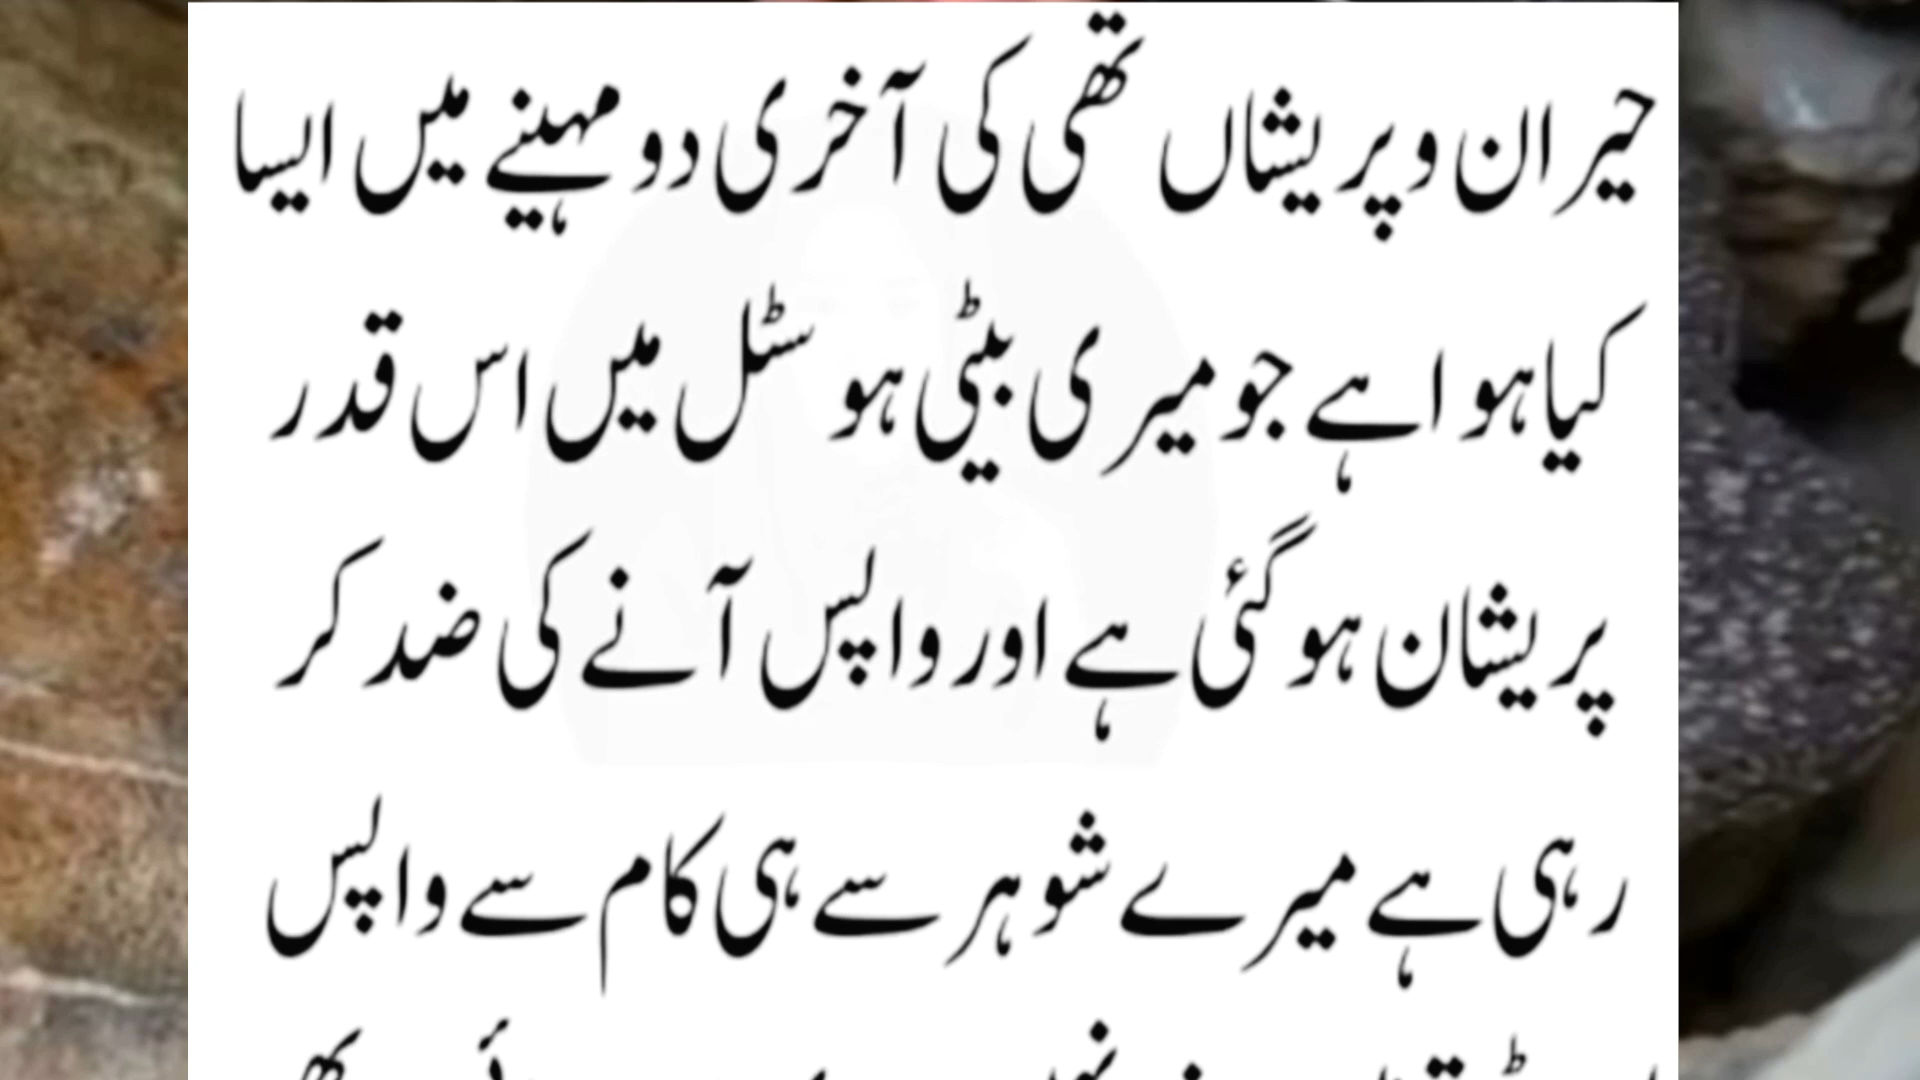 حیران و پریشاں تھی کی آخری دو مہینے میں ایسا
کیا ہوا ہے جو میری بیٹی ہوسٹل میں اس قدر
پریشان ہو گئی ہے اور واپس آنے کی ضد کر
رہی ہے میرے شوہر سے ہی کام سے واپس